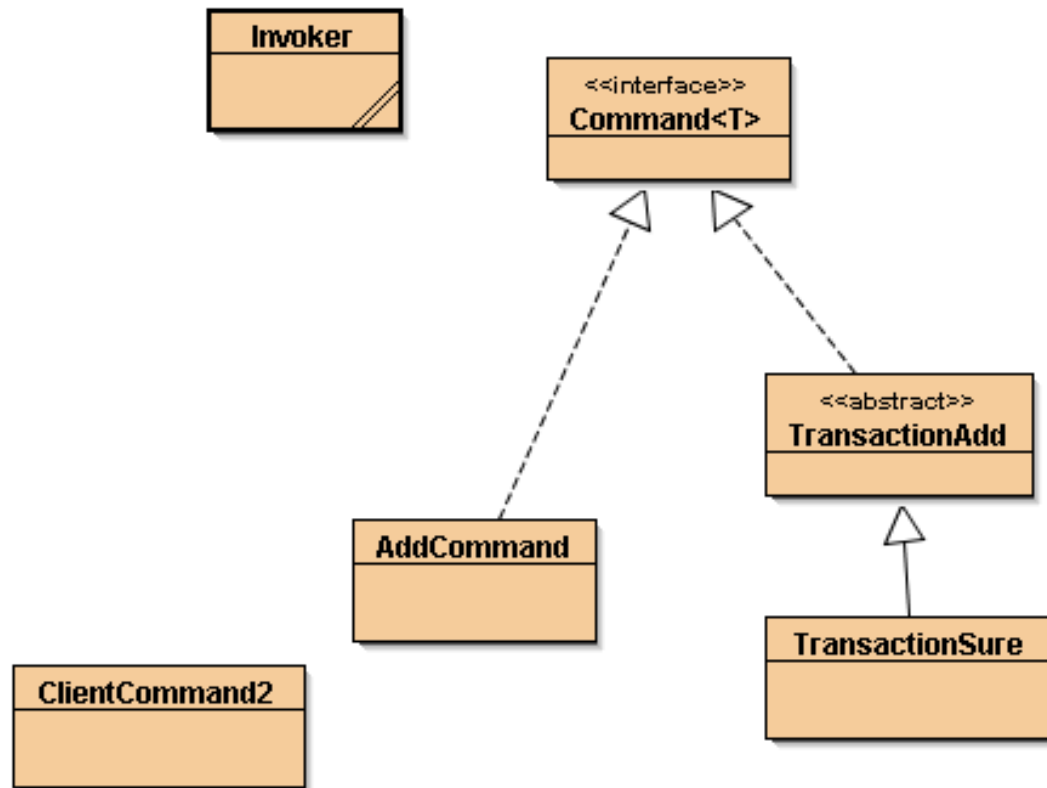 Invoker
<<interface>>
Command<T>
<<abstract>>
TransactionAdd
AddCommand
TransactionSure
ClientCommand2